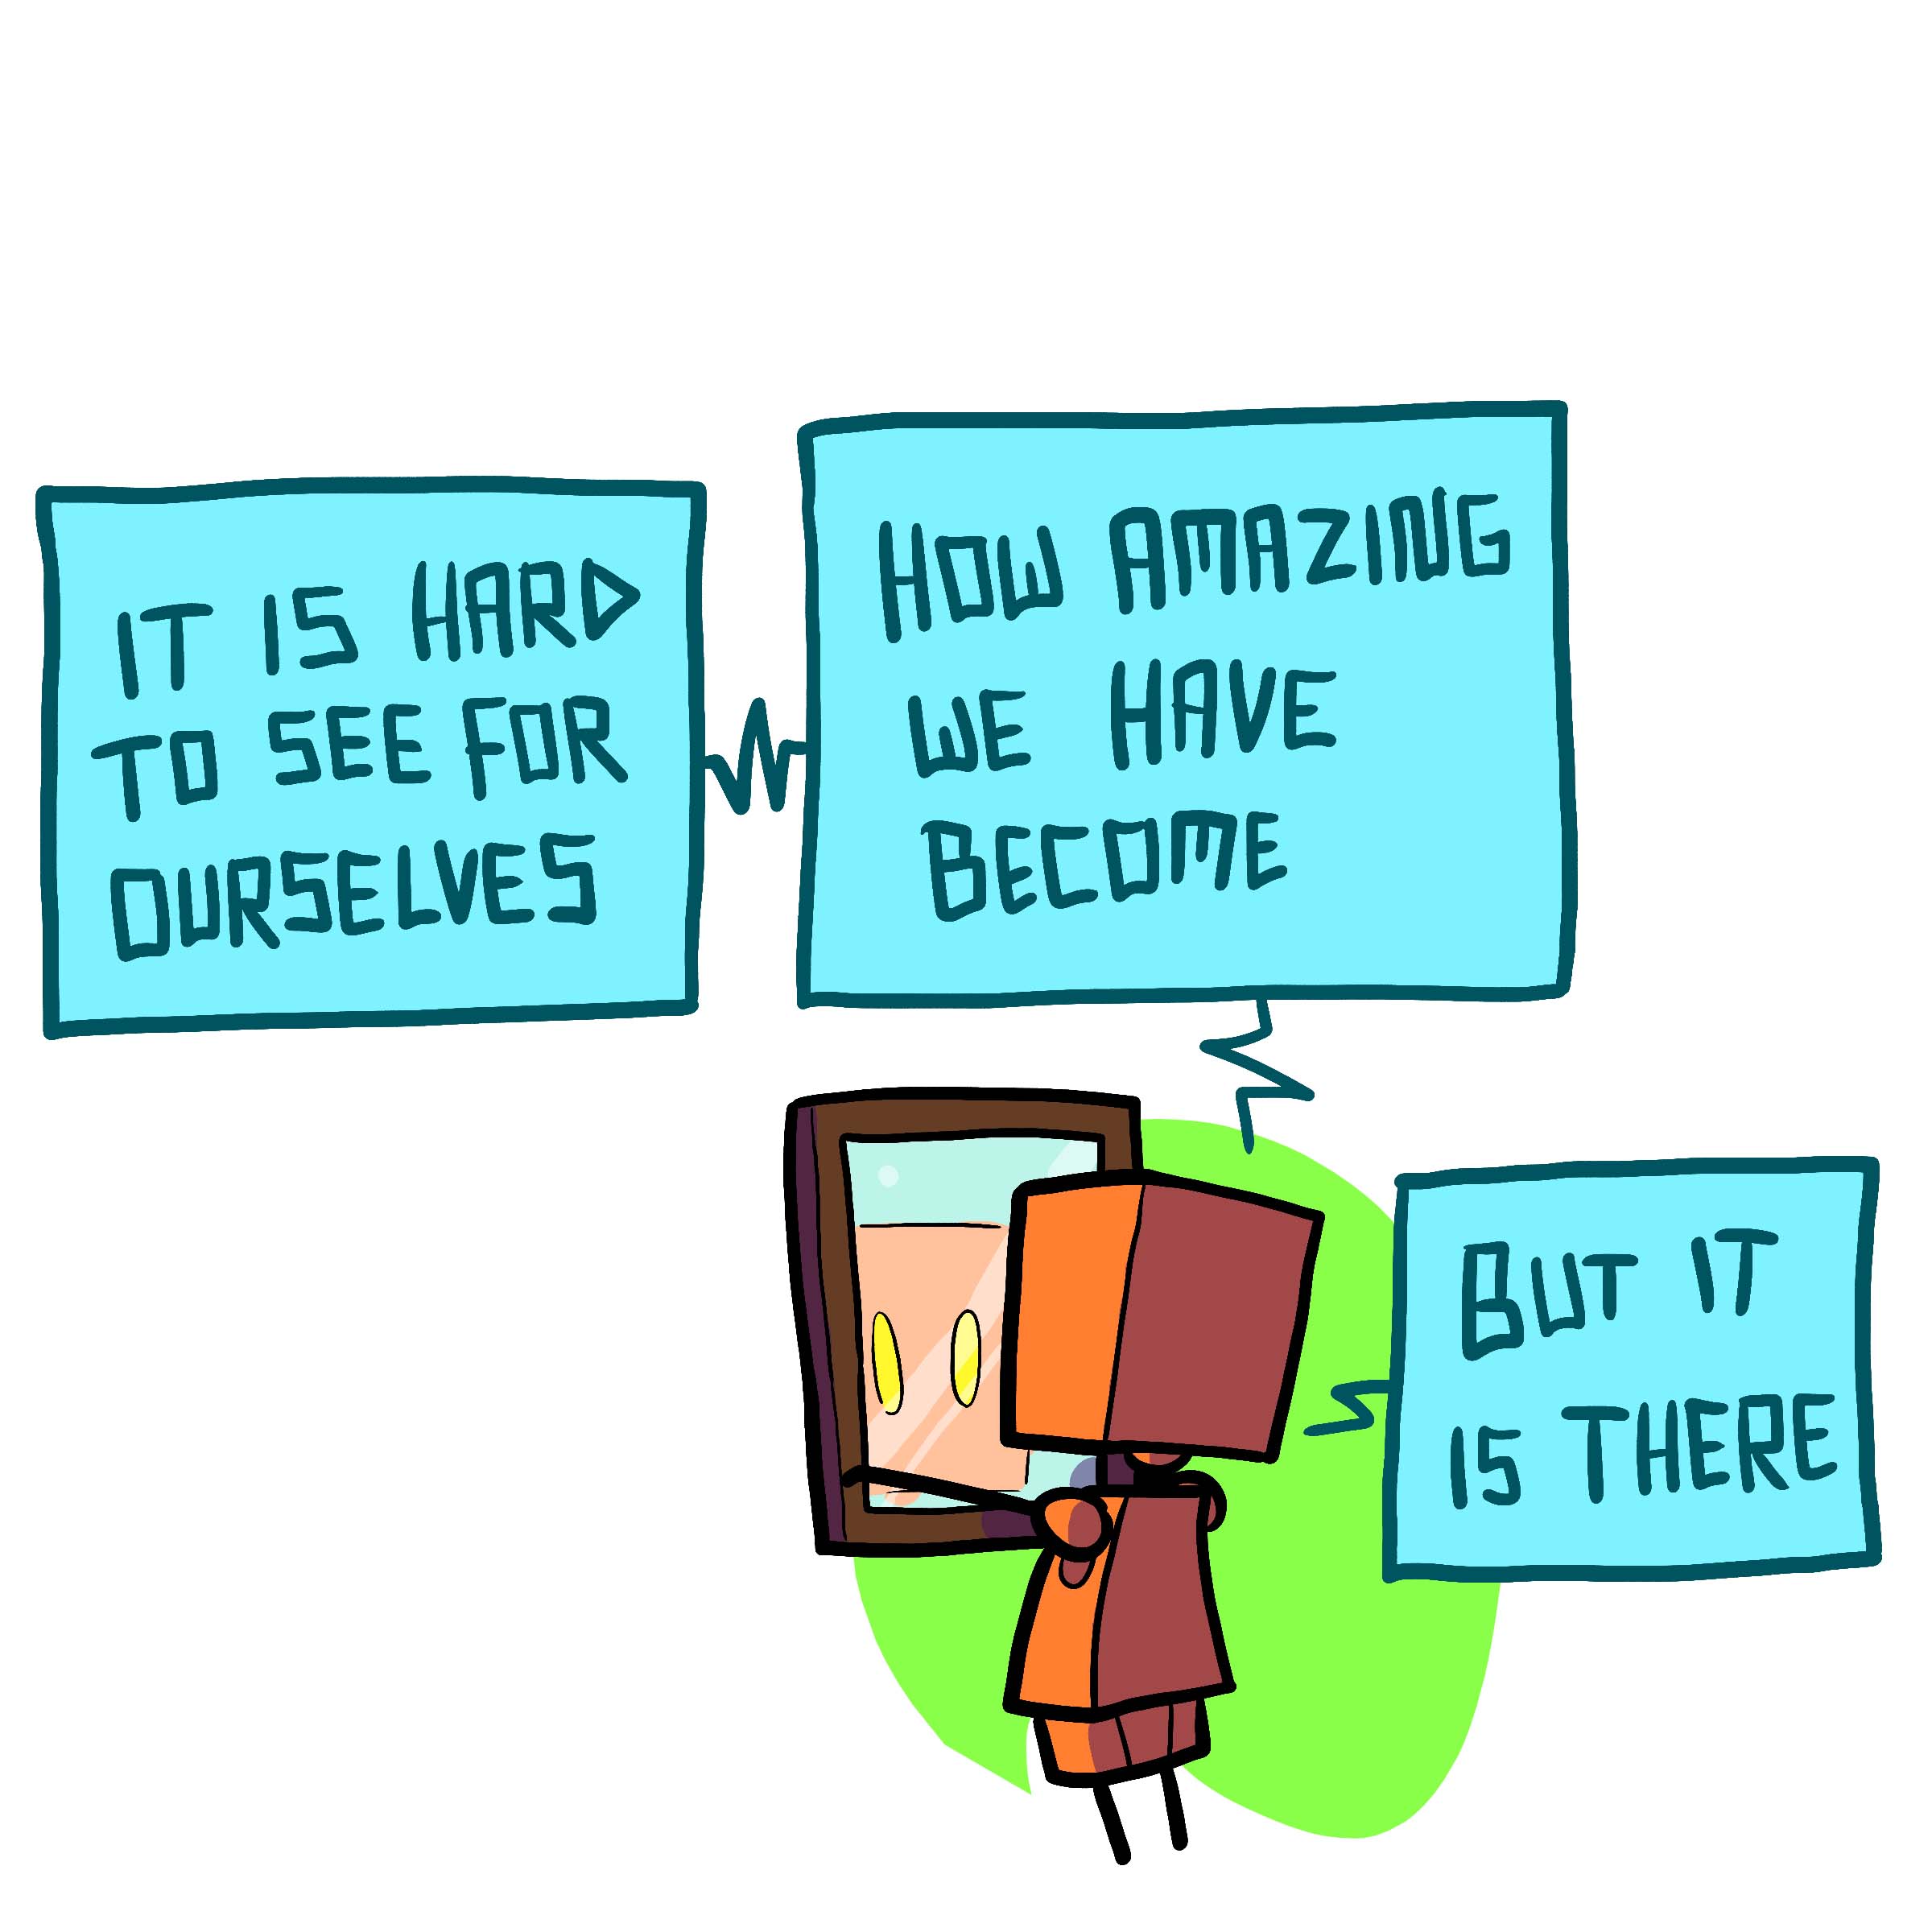 IT IS HARD
TO SEE FOR
OURSELVES
HOW AMAZING
WE HAVE
BECOME
BUT IT
IS THERE